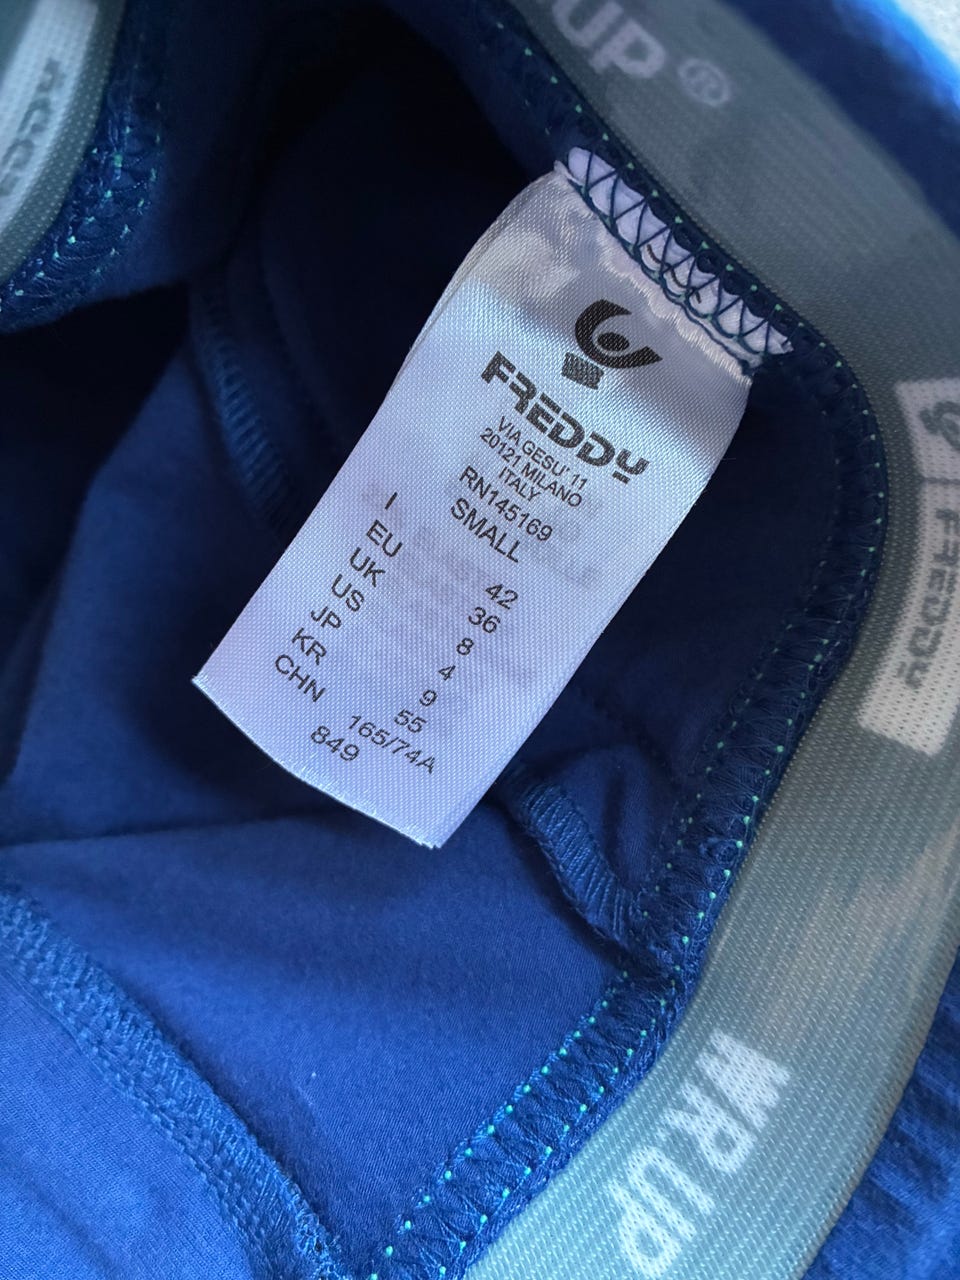 UP®
FREDDY
VIA GESU' 11
20121 MILANO
ITALY
RN145169
SMALL
I 42
EU 36
UK 8
US 4
JP 9
KR 55
CHN 165/74A
849
FREDDY
WR.UP